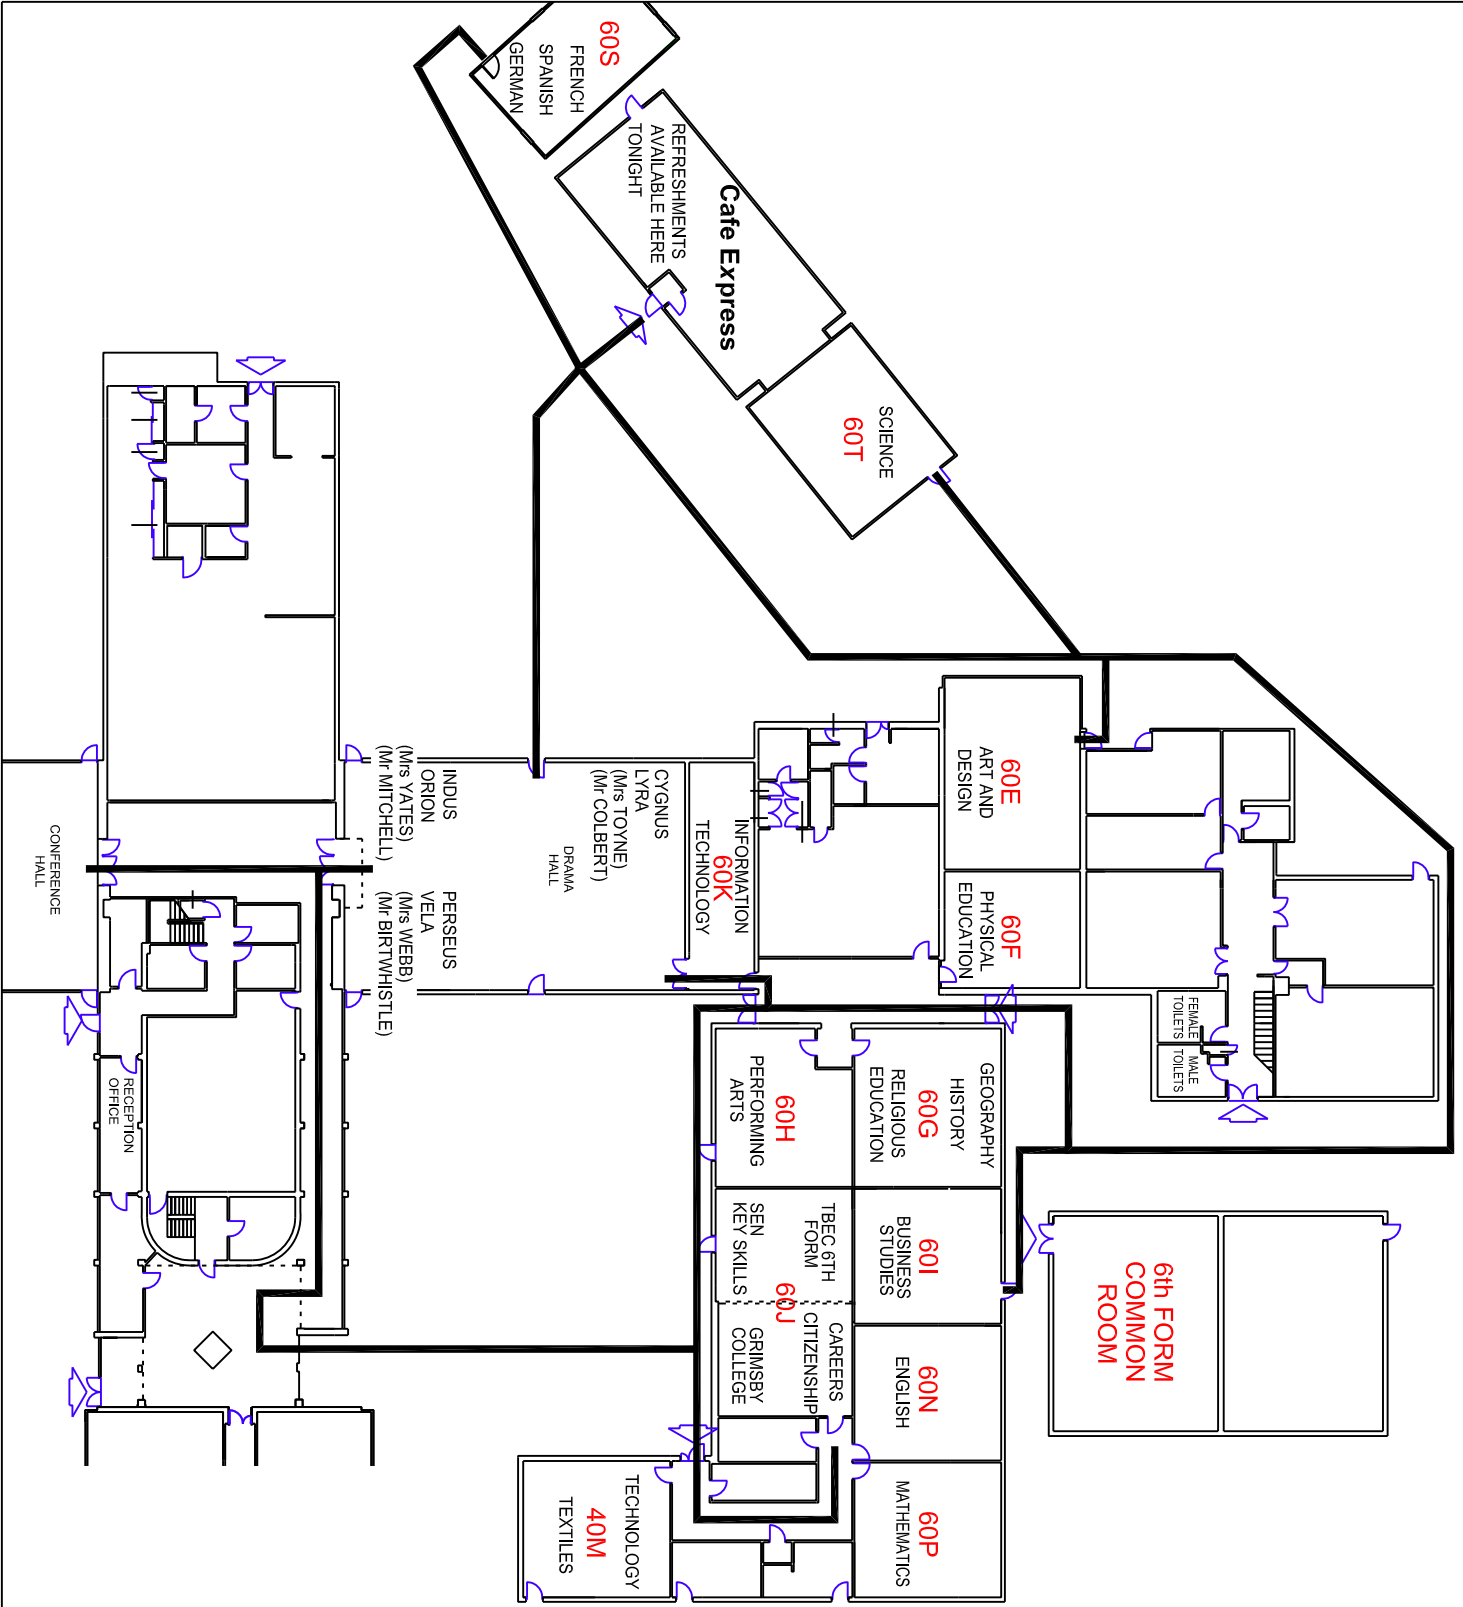 60S
FRENCH
SPANISH
GERMAN
Cafe Express
REFRESHMENTS
AVAILABLE HERE
TONIGHT
SCIENCE
60T
60E
ART AND
DESIGN
60F
PHYSICAL
EDUCATION
FEMALE
TOILETS
MALE
TOILETS
INFORMATION
60K
TECHNOLOGY
CYGNUS
LYRA
(Mrs TOYNE)
(Mr COLBERT)
DRAMA
HALL
INDUS
ORION
(Mrs YATES)
(Mr MITCHELL)
PERSEUS
VELA
(Mrs WEBB)
(Mr BIRTWHISTLE)
CONFERENCE
HALL
RECEPTION
OFFICE
GEOGRAPHY
HISTORY
60G
RELIGIOUS
EDUCATION
60H
PERFORMING
ARTS
60I
BUSINESS
STUDIES
TBEC 6TH
FORM
60J
SEN
KEY SKILLS
CAREERS
CITIZENSHIP
GRIMSBY
COLLEGE
60N
ENGLISH
60P
MATHEMATICS
TECHNOLOGY
40M
TEXTILES
6th FORM
COMMON
ROOM